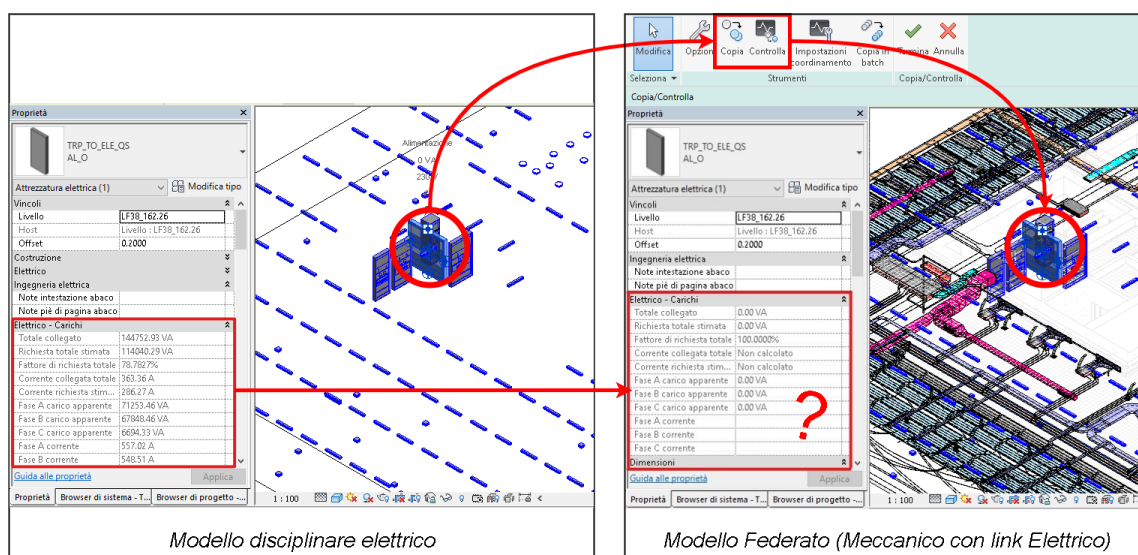 Proprietà
TRP_TO_ELE_QS
AL_O
Attrezzatura elettrica (1)
Modifica tipo
Vincoli
Livello LF38_162.26
Host Livello : LF38_162.26
Offset 0.2000
Costruzione
Elettrico
Ingegneria elettrica
Note intestazione abaco
Note piè di pagina abaco
Elettrico - Carichi
Totale collegato 144752.93 VA
Richiesta totale stimata 114040.29 VA
Fattore di richiesta totale 78.7827%
Corrente collegata totale 363.36 A
Corrente richiesta stim... 286.27 A
Fase A carico apparente 71253.46 VA
Fase B carico apparente 67848.46 VA
Fase C carico apparente 6694.33 VA
Fase A corrente 557.02 A
Fase B corrente 548.51 A
Guida alle proprietà
Applica
Proprietà Browser di sistema - T... Browser di progetto -...
Alimentazione
0 VA
1 : 100
Modello disciplinare elettrico
Modifica
Copia Controlla Impostazioni
coordinamento
Copia in
batch
Termina Annulla
Seleziona
Strumenti
Copia/Controlla
Copia/Controlla
Proprietà
TRP_TO_ELE_QS
AL_O
Attrezzatura elettrica (1)
Modifica tipo
Vincoli
Livello LF38_162.26
Host Livello : LF38_162.26
Offset 0.2000
Ingegneria elettrica
Note intestazione abaco
Note piè di pagina abaco
Elettrico - Carichi
Totale collegato 0.00 VA
Richiesta totale stimata 0.00 VA
Fattore di richiesta totale 100.0000%
Corrente collegata totale Non calcolato
Corrente richiesta stim... Non calcolato
Fase A carico apparente 0.00 VA
Fase B carico apparente 0.00 VA
Fase C carico apparente 0.00 VA
Fase A corrente
Fase B corrente
Fase C corrente
?
Dimensioni
Guida alle proprietà
Applica
Proprietà Browser di sistema - T... Browser di progetto -...
1 : 100
Modello Federato (Meccanico con link Elettrico)